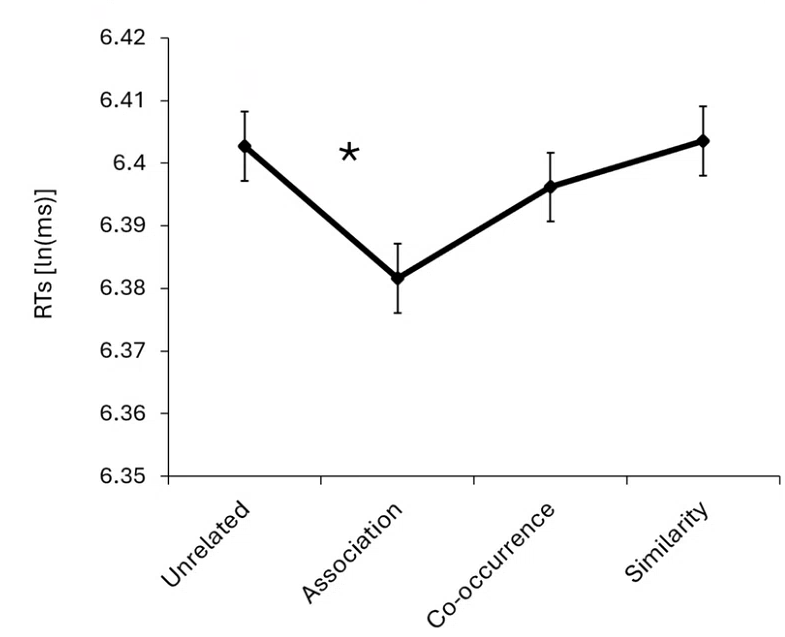 6.42
6.41
6.4
6.39
6.38
6.37
6.36
6.35
RTs [ln(ms)]
*
Unrelated
Association
Co-occurrence
Similarity